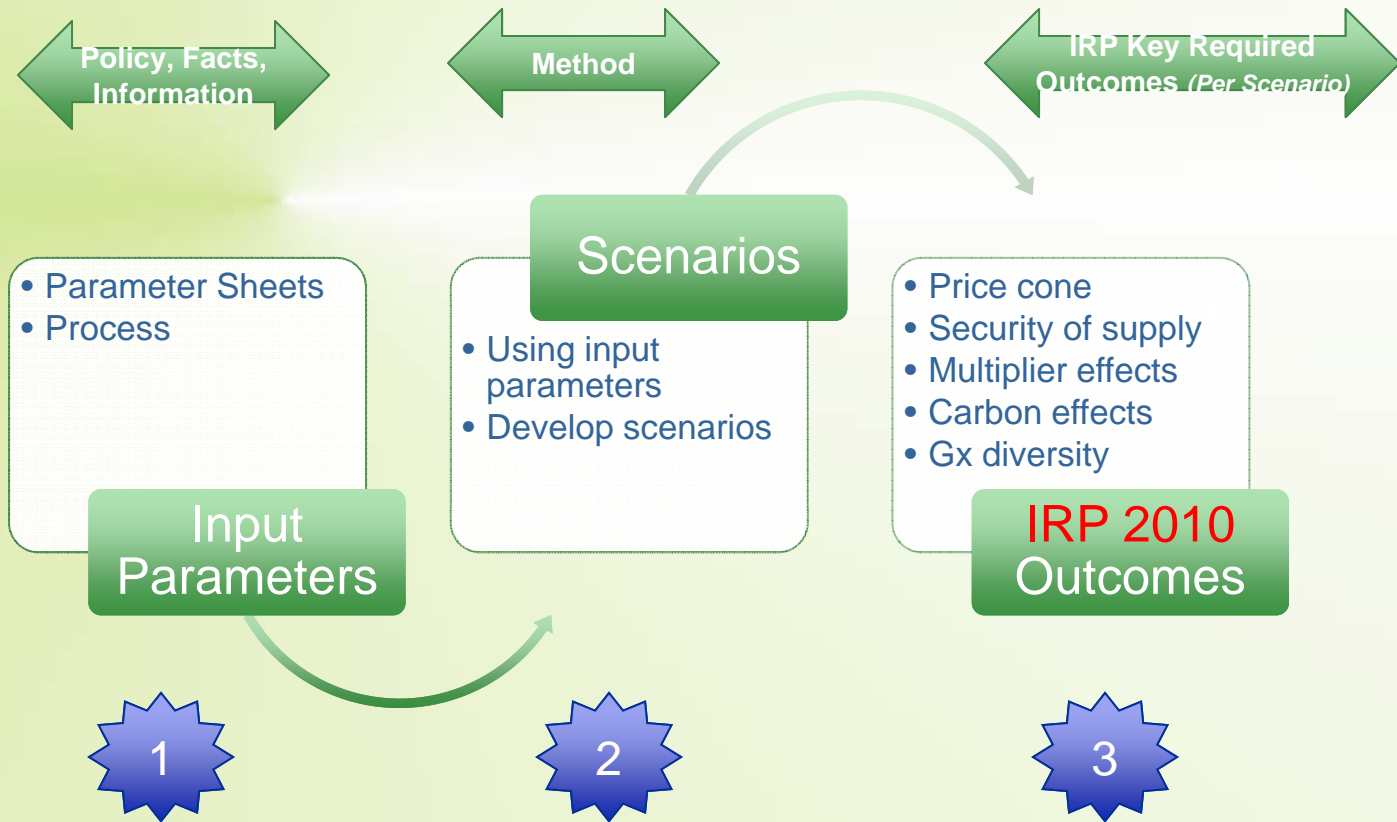 Policy, Facts,
Information
Method
IRP Key Required
Outcomes (Per Scenario)
• Parameter Sheets
• Process
Input
Parameters
Scenarios
• Using input
parameters
• Develop scenarios
• Price cone
• Security of supply
• Multiplier effects
• Carbon effects
• Gx diversity
IRP 2010
Outcomes
1
2
3